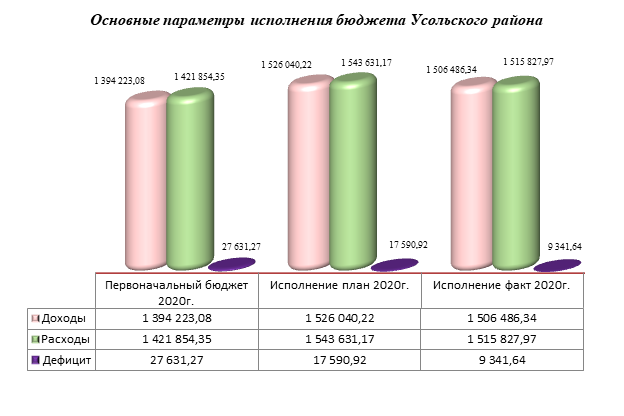 Основные параметры исполнения бюджета Усольского района
1 394 223,08
1 421 854,35
27 631,27
1 526 040,22
1 543 631,17
17 590,92
1 506 486,34
1 515 827,97
9 341,64
Первоначальный бюджет 2020г.
Исполнение план 2020г.
Исполнение факт 2020г.
Доходы 1 394 223,08 1 526 040,22 1 506 486,34
Расходы 1 421 854,35 1 543 631,17 1 515 827,97
Дефицит 27 631,27 17 590,92 9 341,64